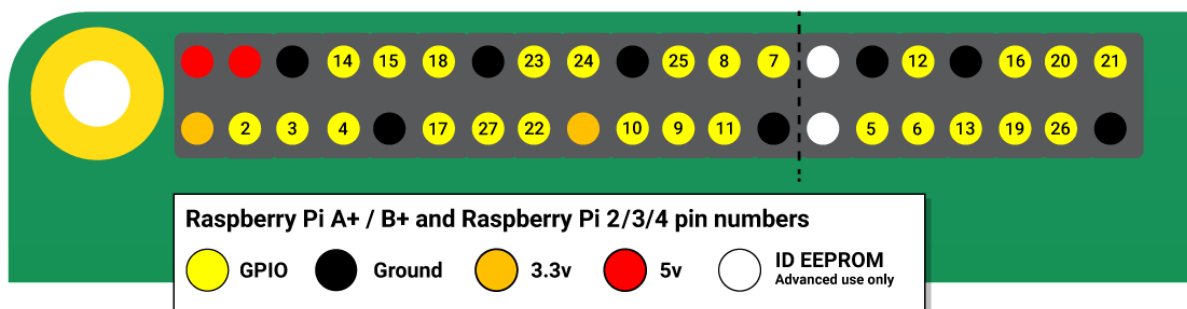 14 15 18 23 24 25 8 7 12 16 20 21
2 3 4 17 27 22 10 9 11 5 6 13 19 26
Raspberry Pi A+ / B+ and Raspberry Pi 2/3/4 pin numbers
GPIO Ground 3.3v 5v ID EEPROM
Advanced use only